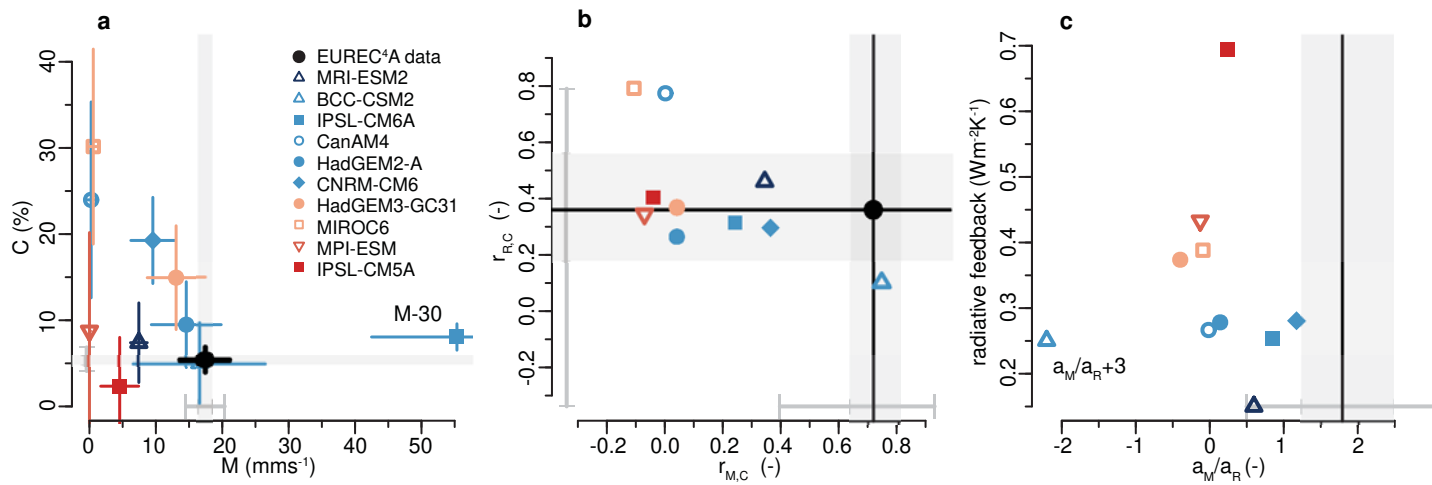 a
C (%)
0
10
20
30
40
0
10
20
30
40
50
M (mms⁻¹)
EUREC⁴A data
MRI-ESM2
BCC-CSM2
IPSL-CM6A
CanAM4
HadGEM2-A
CNRM-CM6
HadGEM3-GC31
MIROC6
MPI-ESM
IPSL-CM5A
M-30
b
r_R,C (-)
-0.2
0.0
0.2
0.4
0.6
0.8
-0.2
0.0
0.2
0.4
0.6
0.8
r_M,C (-)
c
radiative feedback (Wm⁻²K⁻¹)
0.2
0.3
0.4
0.5
0.6
0.7
a_M/a_R+3
-2
-1
0
1
2
a_M/a_R (-)